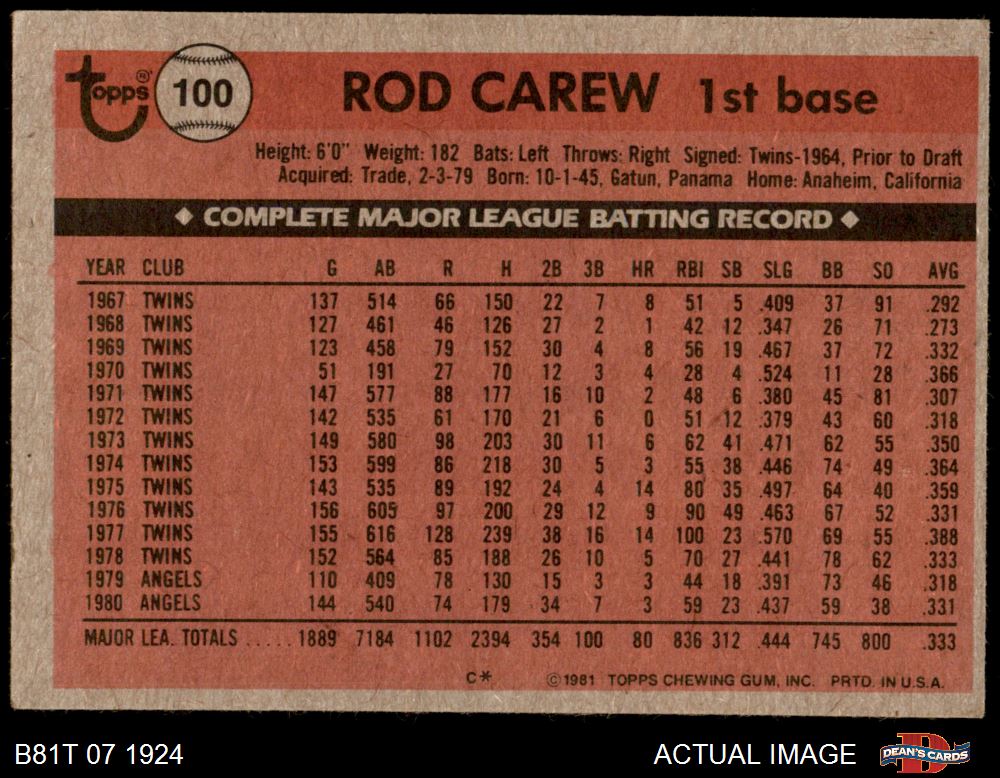 topps® 100 ROD CAREW 1st base
Height: 6'0" Weight: 182 Bats: Left Throws: Right Signed: Twins-1964, Prior to Draft
Acquired: Trade, 2-3-79 Born: 10-1-45, Gatun, Panama Home: Anaheim, California
◆ COMPLETE MAJOR LEAGUE BATTING RECORD ◆
YEAR CLUB G AB R H 2B 3B HR RBI SB SLG BB SO AVG
1967 TWINS 137 514 66 150 22 7 8 51 5 .409 37 91 .292
1968 TWINS 127 461 46 126 27 2 1 42 12 .347 26 71 .273
1969 TWINS 123 458 79 152 30 4 8 56 19 .467 37 72 .332
1970 TWINS 51 191 27 70 12 3 4 28 4 .524 11 28 .366
1971 TWINS 147 577 88 177 16 10 2 48 6 .380 45 81 .307
1972 TWINS 142 535 61 170 21 6 0 51 12 .379 43 60 .318
1973 TWINS 149 580 98 203 30 11 6 62 41 .471 62 55 .350
1974 TWINS 153 599 86 218 30 5 3 55 38 .446 74 49 .364
1975 TWINS 143 535 89 192 24 4 14 80 35 .497 64 40 .359
1976 TWINS 156 605 97 200 29 12 9 90 49 .463 67 52 .331
1977 TWINS 155 616 128 239 38 16 14 100 23 .570 69 55 .388
1978 TWINS 152 564 85 188 26 10 5 70 27 .441 78 62 .333
1979 ANGELS 110 409 78 130 15 3 3 44 18 .391 73 46 .318
1980 ANGELS 144 540 74 179 34 7 3 59 23 .437 59 38 .331
MAJOR LEA. TOTALS ..... 1889 7184 1102 2394 354 100 80 836 312 .444 745 800 .333
C* ©1981 TOPPS CHEWING GUM, INC. PRTD. IN U.S.A.
B81T 07 1924 ACTUAL IMAGE DEAN'S CARDS